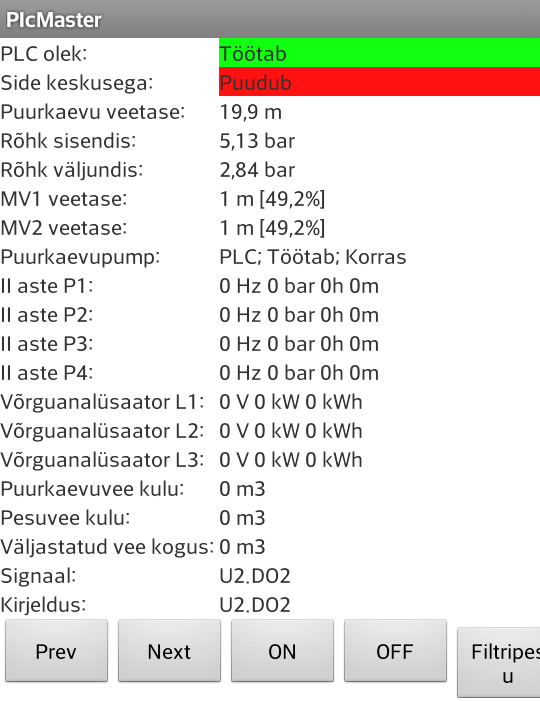 PlcMaster
PLC olek: Töötab
Side keskusega: Puudub
Puurkaevu veetase: 19,9 m
Rõhk sisendis: 5,13 bar
Rõhk väljundis: 2,84 bar
MV1 veetase: 1 m [49,2%]
MV2 veetase: 1 m [49,2%]
Puurkaevupump: PLC; Töötab; Korras
II aste P1: 0 Hz 0 bar 0h 0m
II aste P2: 0 Hz 0 bar 0h 0m
II aste P3: 0 Hz 0 bar 0h 0m
II aste P4: 0 Hz 0 bar 0h 0m
Võrguanalüsaator L1: 0 V 0 kW 0 kWh
Võrguanalüsaator L2: 0 V 0 kW 0 kWh
Võrguanalüsaator L3: 0 V 0 kW 0 kWh
Puurkaevuvee kulu: 0 m3
Pesuvee kulu: 0 m3
Väljastatud vee kogus: 0 m3
Signaal: U2.DO2
Kirjeldus: U2.DO2
Prev Next ON OFF Filtripes
u